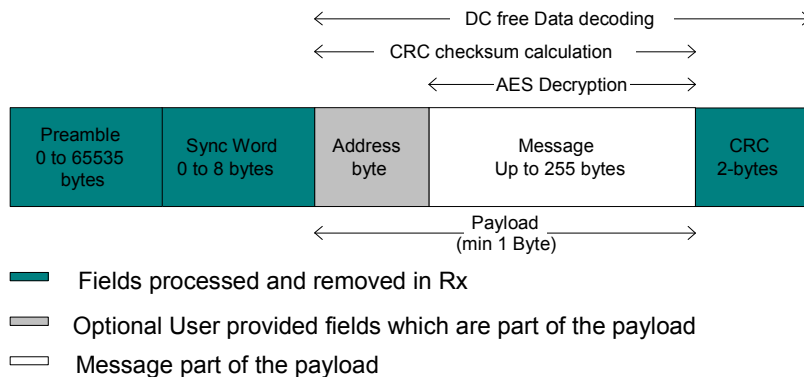 DC free Data decoding
CRC checksum calculation
AES Decryption
Preamble
0 to 65535
bytes
Sync Word
0 to 8 bytes
Address
byte
Message
Up to 255 bytes
CRC
2-bytes
Payload
(min 1 Byte)
Fields processed and removed in Rx
Optional User provided fields which are part of the payload
Message part of the payload